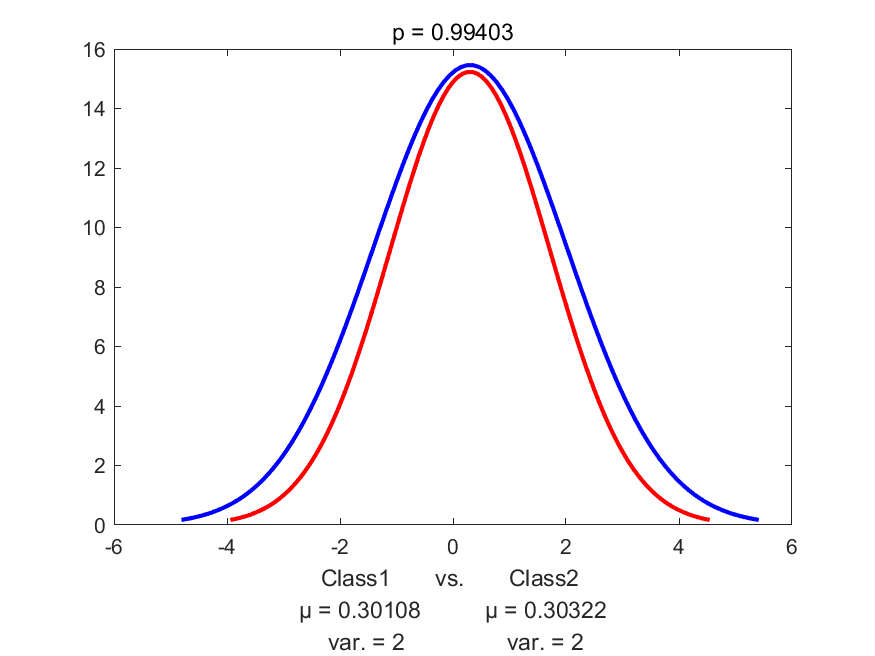 p = 0.99403
16
14
12
10
8
6
4
2
0
-6 -4 -2 0 2 4 6
Class1 vs. Class2
μ = 0.30108 μ = 0.30322
var. = 2 var. = 2